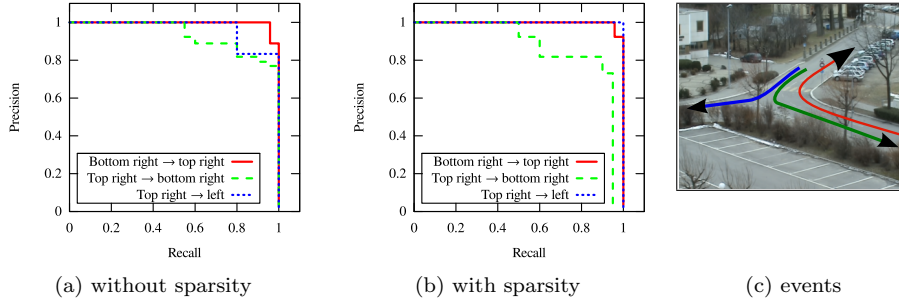 1
0.8
0.6
0.4
0.2
0
Precision
Bottom right → top right
Top right → bottom right
Top right → left
0 0.2 0.4 0.6 0.8 1
Recall
(a) without sparsity
1
0.8
0.6
0.4
0.2
0
Precision
Bottom right → top right
Top right → bottom right
Top right → left
0 0.2 0.4 0.6 0.8 1
Recall
(b) with sparsity
(c) events